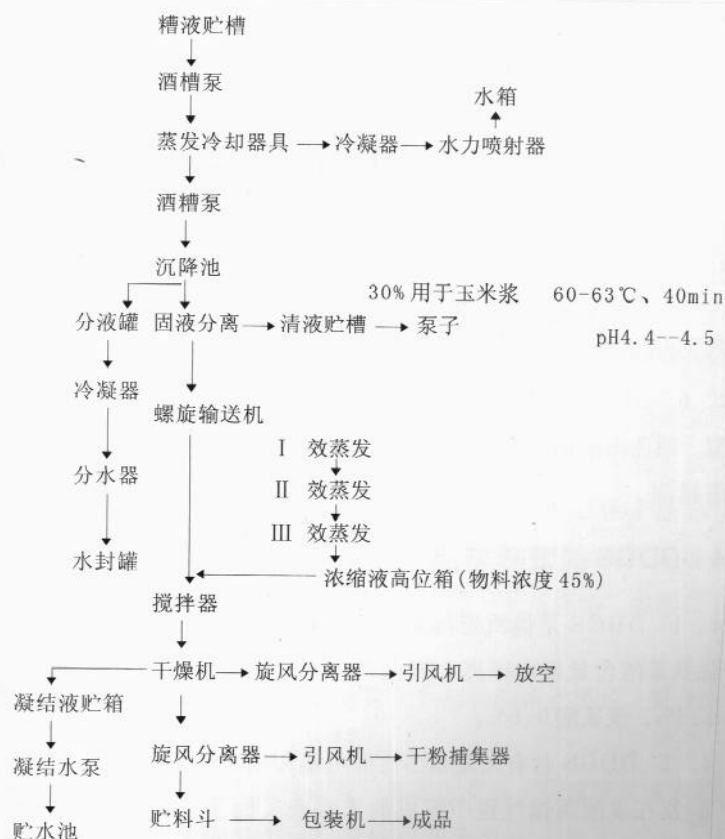 糟液贮槽
酒槽泵
水箱
蒸发冷却器具 冷凝器 水力喷射器
酒糟泵
沉降池
30%用于玉米浆 60-63℃、40min
分液罐 固液分离 清液贮槽 泵子
pH4.4--4.5
冷凝器
螺旋输送机
I 效蒸发
分水器
II 效蒸发
III 效蒸发
水封罐
浓缩液高位箱(物料浓度45%)
搅拌器
干燥机 旋风分离器 引风机 放空
凝结液贮箱
旋风分离器 引风机 干粉捕集器
凝结水泵
贮料斗 包装机 成品
贮水池